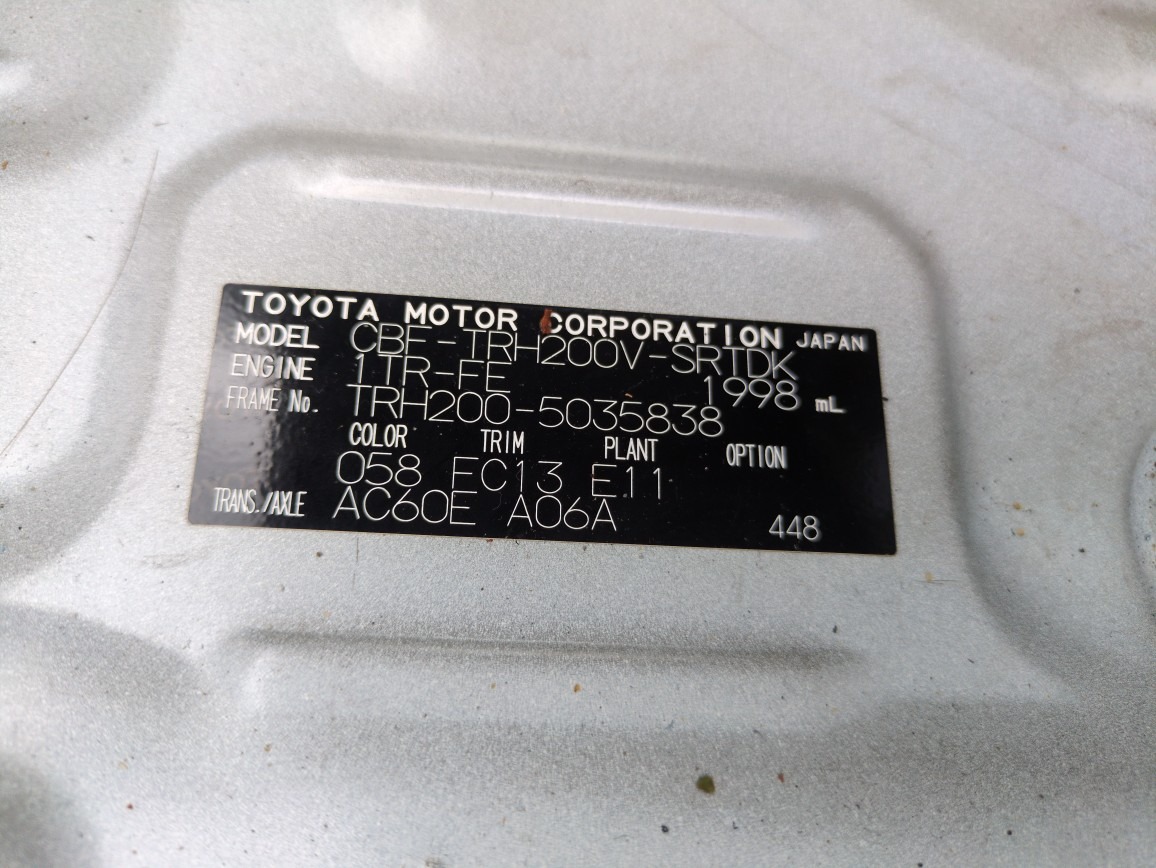 TOYOTA MOTOR CORPORATION JAPAN
MODEL CBF-TRH200V-SRTDK
ENGINE 1TR-FE 1998 mL
FRAME No. TRH200-5035838
COLOR TRIM PLANT OPTION
058 FC13 E11
TRANS./AXLE AC60E A06A 448